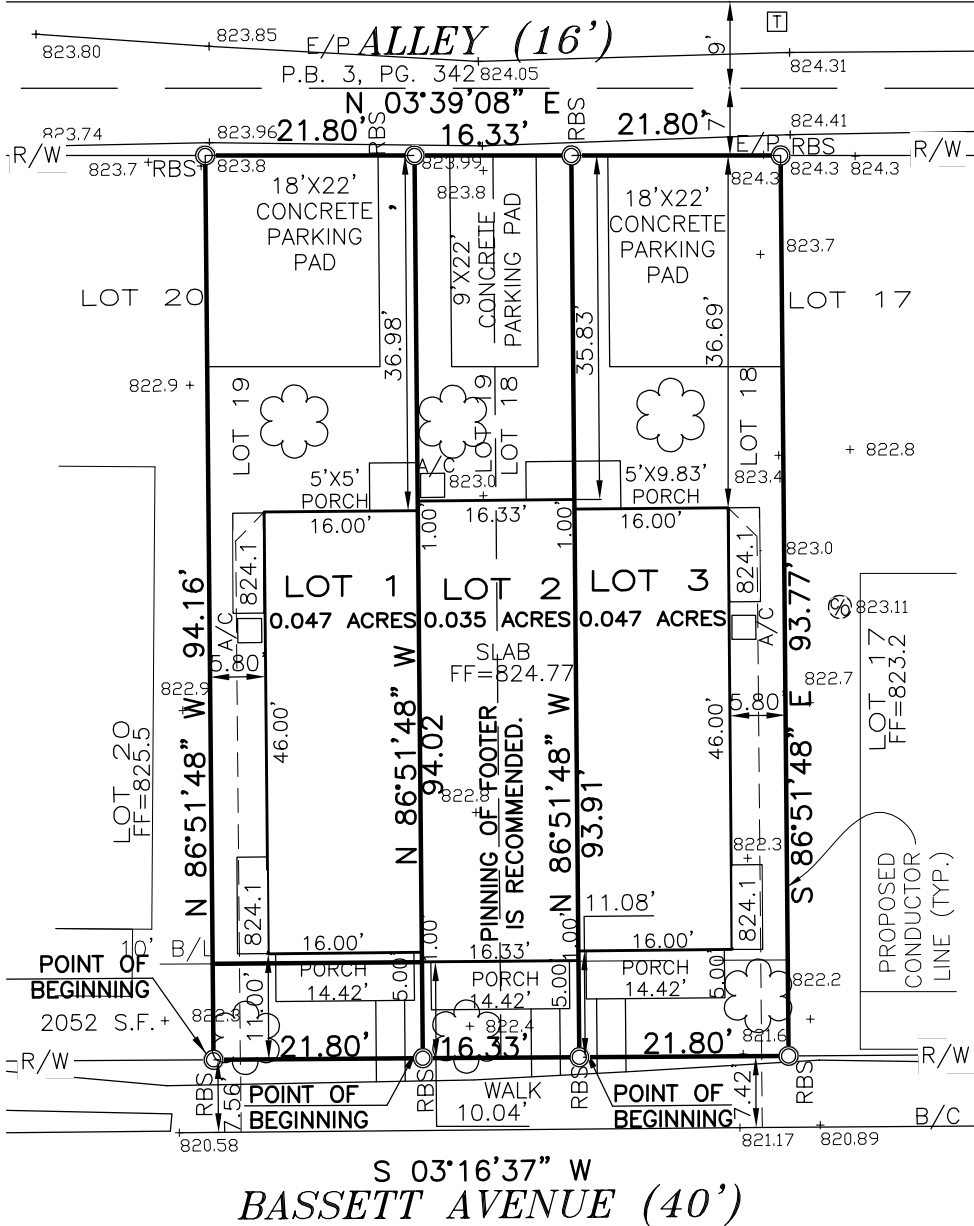 ALLEY (16')
E/P
P.B. 3, PG. 342
N 03°39'08" E
823.80
823.85
824.05
824.31
T
9'
7'
21.80'
16.33'
21.80'
RBS
RBS
823.74
823.96
824.41
R/W
823.7
RBS
823.8
823.99
823.8
E/P
RBS
824.3
824.3
824.3
R/W
18'X22'
CONCRETE
PARKING
PAD
9'X22'
CONCRETE
PARKING PAD
18'X22'
CONCRETE
PARKING
PAD
823.7
LOT 20
LOT 17
36.98'
35.83'
36.69'
822.9
LOT 19
LOT 19
LOT 18
LOT 18
822.8
5'X5'
PORCH
A/C
823.0
5'X9.83'
PORCH
823.4
16.00'
1.00'
16.33'
1.00'
16.00'
824.1
824.1
823.0
LOT 1
0.047 ACRES
LOT 2
0.035 ACRES
LOT 3
0.047 ACRES
823.11
A/C
A/C
SLAB
FF=824.77
5.80'
5.80'
822.9
822.7
LOT 20
FF=825.5
LOT 17
FF=823.2
N 86°51'48" W
94.16'
46.00'
N 86°51'48" W
94.02
PINNING OF FOOTER
IS RECOMMENDED.
N 86°51'48" W
93.91'
46.00'
S 86°51'48" E
93.77'
822.8
822.3
824.1
824.1
PROPOSED
CONDUCTOR
LINE (TYP.)
11.08'
10' B/L
16.00'
1.00'
16.33'
1.00'
16.00'
POINT OF
BEGINNING
2052 S.F.
PORCH
14.42'
5.00'
PORCH
14.42'
5.00'
PORCH
14.42'
5.00'
822.2
11.00'
822.4
821.6
R/W
21.80'
16.33'
21.80'
R/W
RBS
7.56'
POINT OF
BEGINNING
RBS
WALK
10.04'
RBS
POINT OF
BEGINNING
7.42'
RBS
B/C
820.58
821.17
820.89
S 03°16'37" W
BASSETT AVENUE (40')